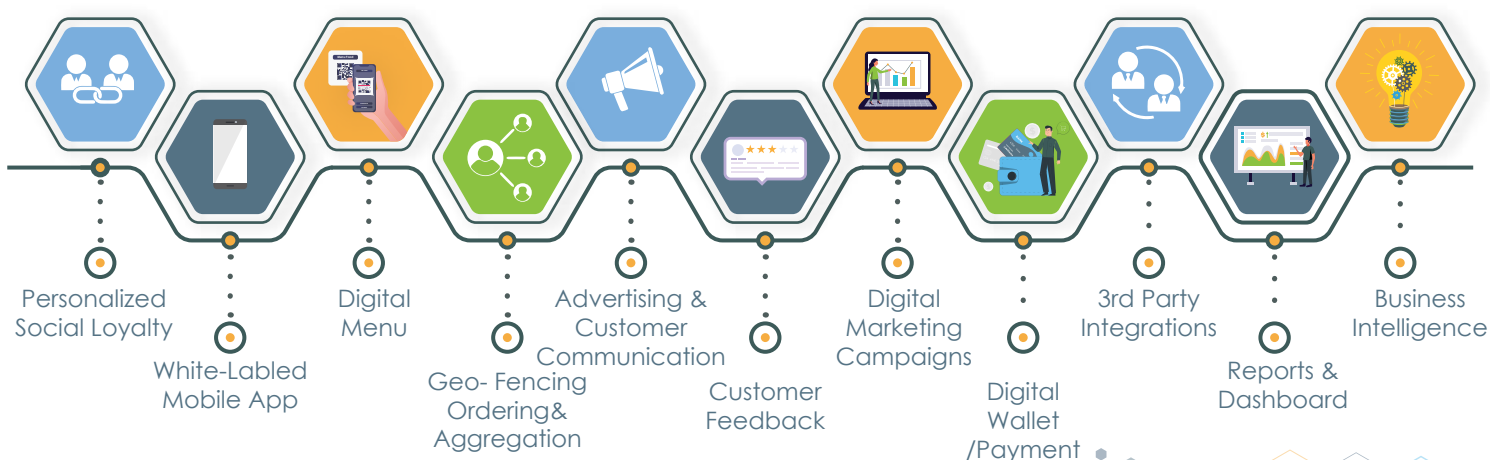 Personalized
Social Loyalty
White-Labled
Mobile App
Digital
Menu
Geo- Fencing
Ordering&
Aggregation
Advertising &
Customer
Communication
Customer
Feedback
Digital
Marketing
Campaigns
Digital
Wallet
/Payment
3rd Party
Integrations
Reports &
Dashboard
Business
Intelligence